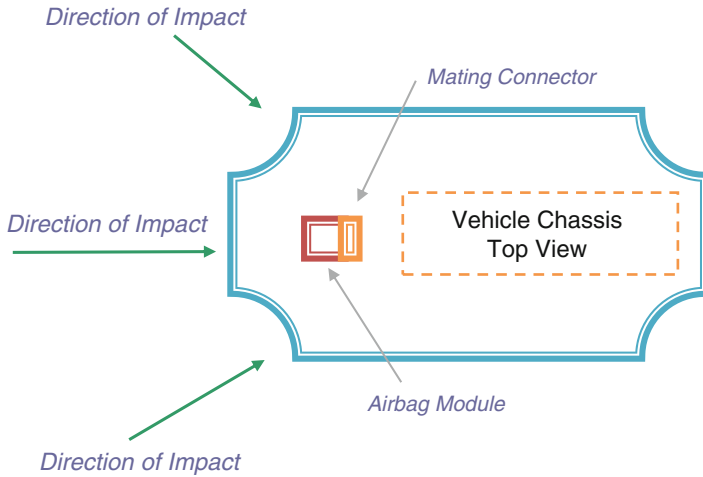 Direction of Impact
Mating Connector
Direction of Impact
Vehicle Chassis
Top View
Airbag Module
Direction of Impact